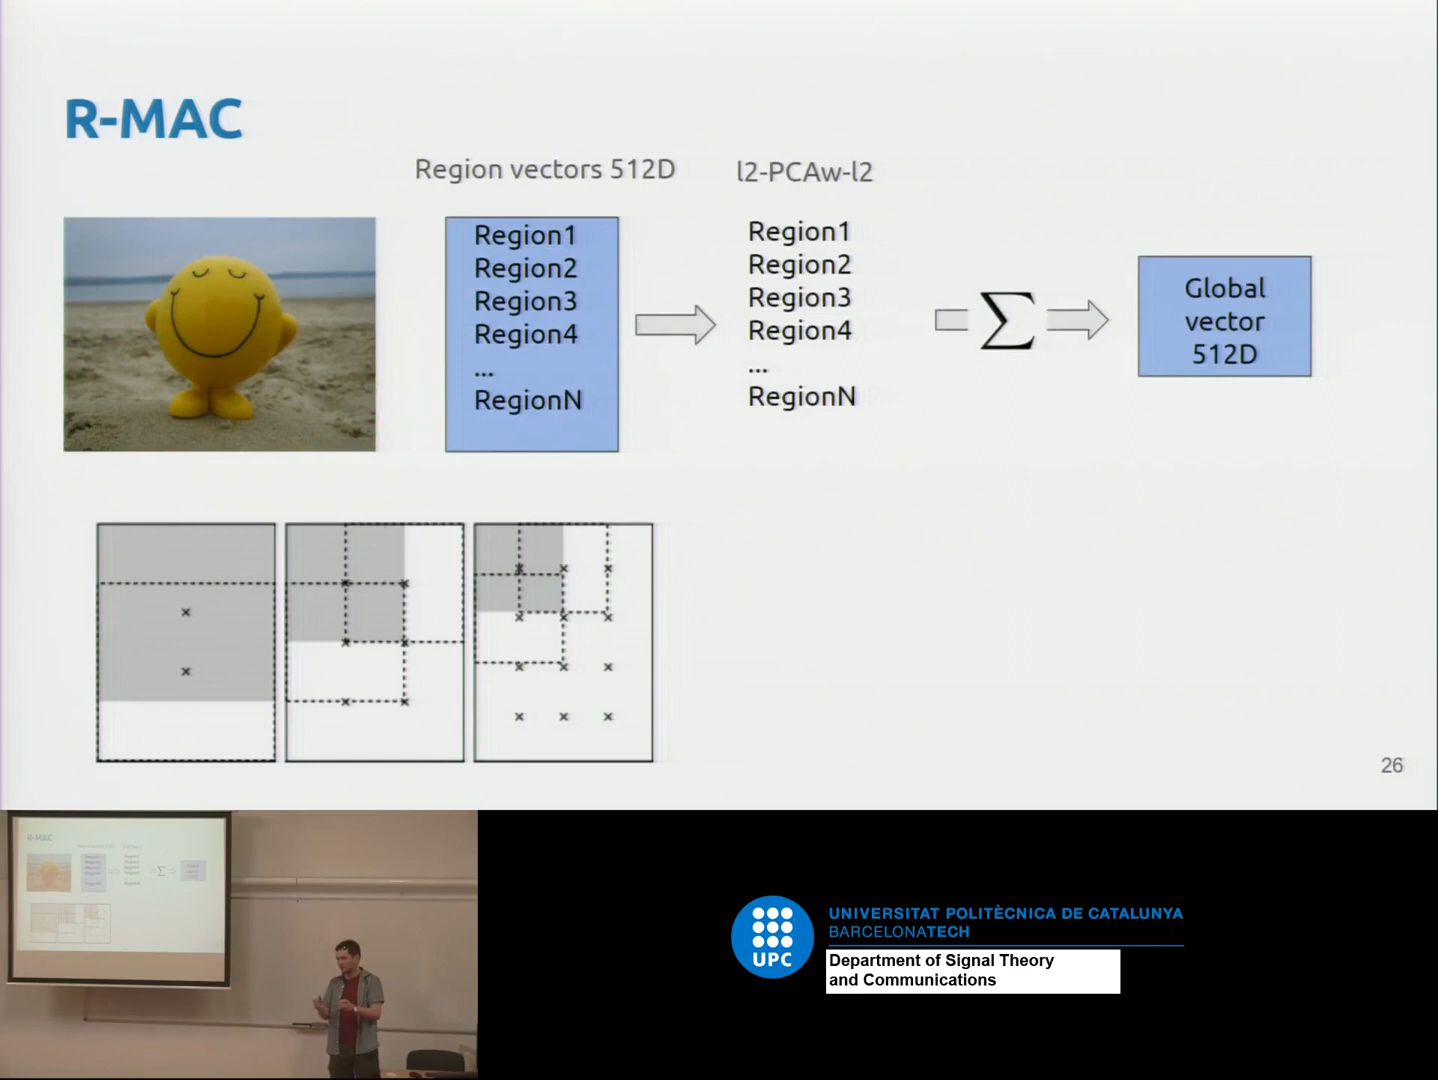 R-MAC
Region vectors 512D
l2-PCAw-l2
Region1
Region2
Region3
Region4
...
RegionN
Region1
Region2
Region3
Region4
...
RegionN
∑
Global
vector
512D
26
R-MAC
UPC
UNIVERSITAT POLITÈCNICA DE CATALUNYA
BARCELONATECH
Department of Signal Theory
and Communications